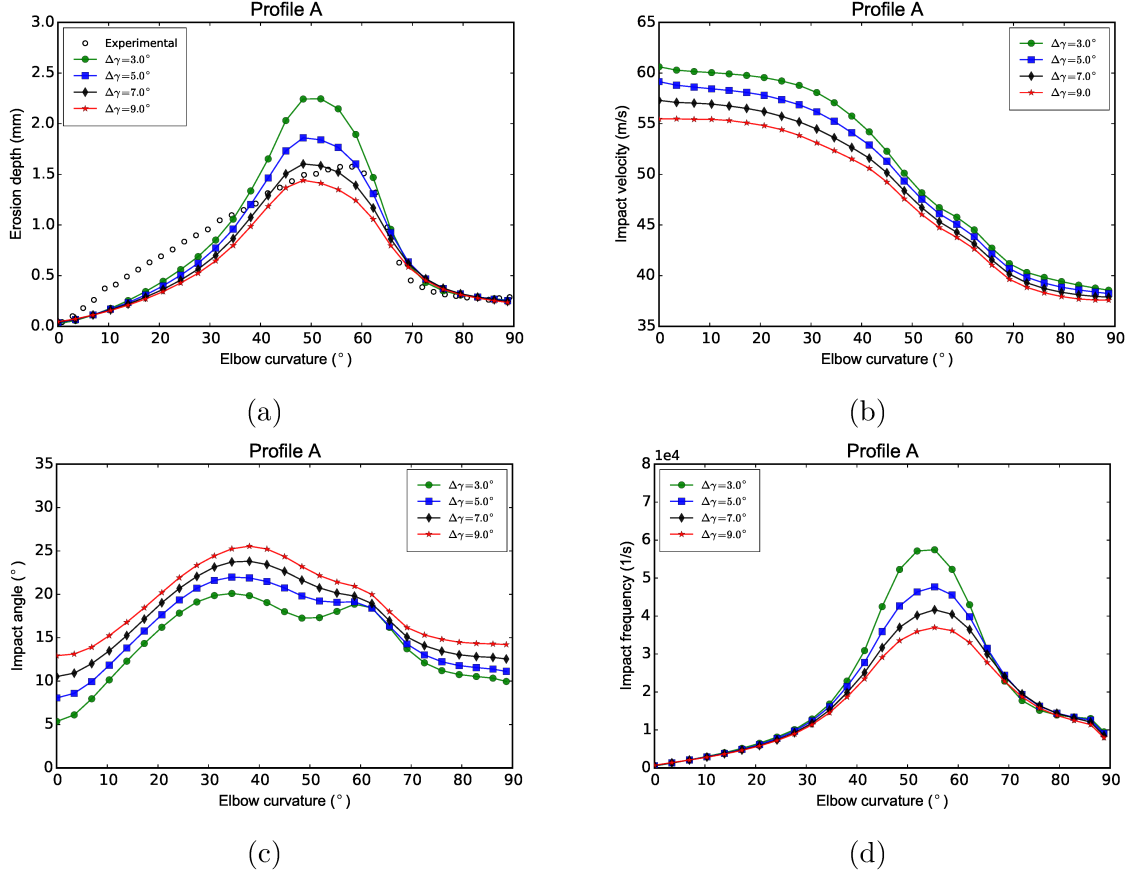 Profile A
3.0
2.5
2.0
1.5
1.0
0.5
0.0
Erosion depth (mm)
Experimental
Δγ=3.0°
Δγ=5.0°
Δγ=7.0°
Δγ=9.0°
0 10 20 30 40 50 60 70 80 90
Elbow curvature (°)
(a)
Profile A
65
60
55
50
45
40
35
Impact velocity (m/s)
Δγ=3.0°
Δγ=5.0°
Δγ=7.0°
Δγ=9.0
0 10 20 30 40 50 60 70 80 90
Elbow curvature (°)
(b)
Profile A
35
30
25
20
15
10
5
0
Impact angle (°)
Δγ=3.0°
Δγ=5.0°
Δγ=7.0°
Δγ=9.0°
0 10 20 30 40 50 60 70 80 90
Elbow curvature (°)
(c)
Profile A
1e4
8
7
6
5
4
3
2
1
0
Impact frequency (1/s)
Δγ=3.0°
Δγ=5.0°
Δγ=7.0°
Δγ=9.0°
0 10 20 30 40 50 60 70 80 90
Elbow curvature (°)
(d)